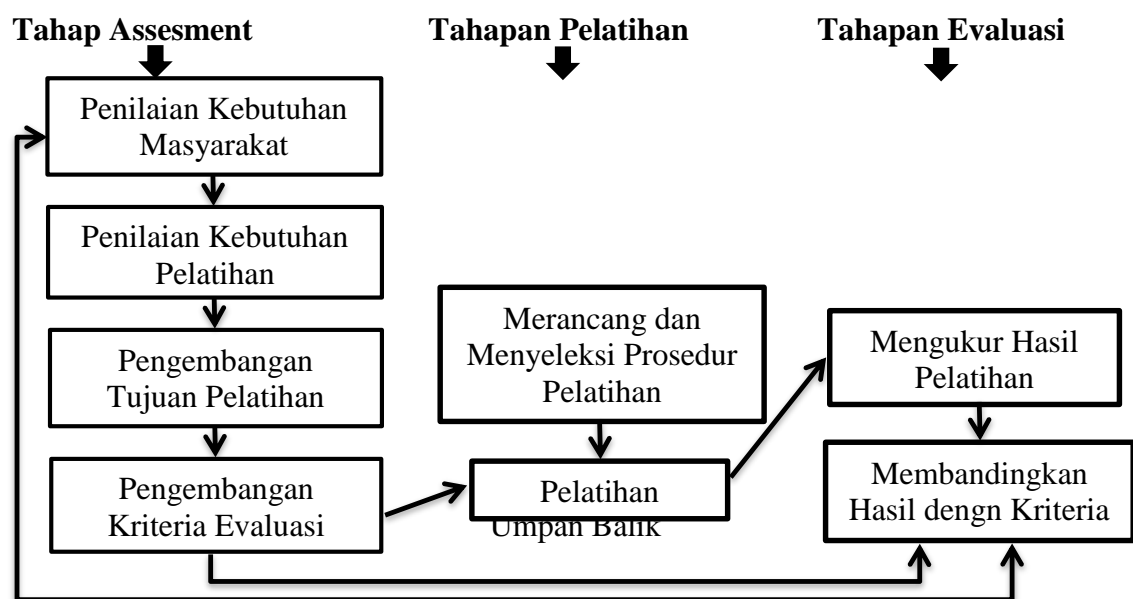 Tahap Assesment
Tahapan Pelatihan
Tahapan Evaluasi
Penilaian Kebutuhan
Masyarakat
Penilaian Kebutuhan
Pelatihan
Pengembangan
Tujuan Pelatihan
Pengembangan
Kriteria Evaluasi
Merancang dan
Menyeleksi Prosedur
Pelatihan
Pelatihan
Umpan Balik
Mengukur Hasil
Pelatihan
Membandingkan
Hasil dengn Kriteria